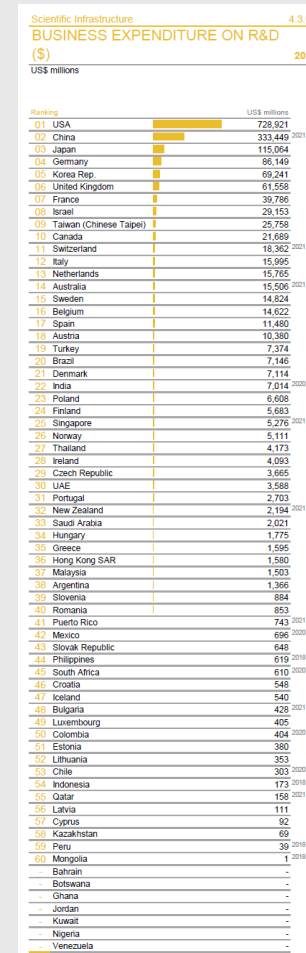 Scientific Infrastructure 4.3.
BUSINESS EXPENDITURE ON R&D
($) 20
US$ millions
Ranking US$ millions
01 USA 728,921
02 China 333,449 2021
03 Japan 115,064
04 Germany 86,149
05 Korea Rep. 69,241
06 United Kingdom 61,558
07 France 39,786
08 Israel 29,153
09 Taiwan (Chinese Taipei) 25,758
10 Canada 21,689
11 Switzerland 18,362 2021
12 Italy 15,995
13 Netherlands 15,765
14 Australia 15,506 2021
15 Sweden 14,824
16 Belgium 14,622
17 Spain 11,480
18 Austria 10,380
19 Turkey 7,374
20 Brazil 7,146
21 Denmark 7,114
22 India 7,014 2020
23 Poland 6,608
24 Finland 5,683
25 Singapore 5,276 2021
26 Norway 5,111
27 Thailand 4,173
28 Ireland 4,093
29 Czech Republic 3,665
30 UAE 3,588
31 Portugal 2,703
32 New Zealand 2,194 2021
33 Saudi Arabia 2,021
34 Hungary 1,775
35 Greece 1,595
36 Hong Kong SAR 1,580
37 Malaysia 1,503
38 Argentina 1,366
39 Slovenia 884
40 Romania 853
41 Puerto Rico 743 2021
42 Mexico 696 2020
43 Slovak Republic 648
44 Philippines 619 2018
45 South Africa 610 2020
46 Croatia 548
47 Iceland 540
48 Bulgaria 428 2021
49 Luxembourg 405
50 Colombia 404 2020
51 Estonia 380
52 Lithuania 353
53 Chile 303 2020
54 Indonesia 173 2018
55 Qatar 158 2021
56 Latvia 111
57 Cyprus 92
58 Kazakhstan 69
59 Peru 39 2018
60 Mongolia 1 2018
- Bahrain -
- Botswana -
- Ghana -
- Jordan -
- Kuwait -
- Nigeria -
- Venezuela -